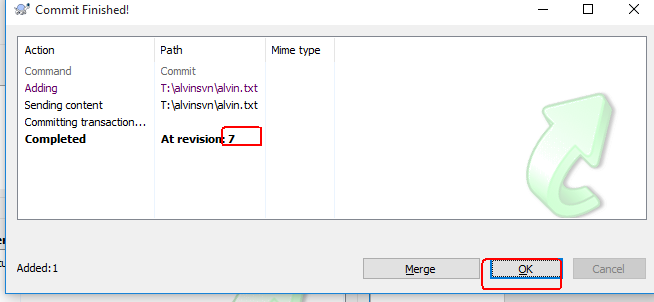 Commit Finished!
Action Path Mime type
Command Commit
Adding T:\alvinsvn\alvin.txt
Sending content T:\alvinsvn\alvin.txt
Committing transaction...
Completed At revision: 7
Added:1 Merge OK Cancel